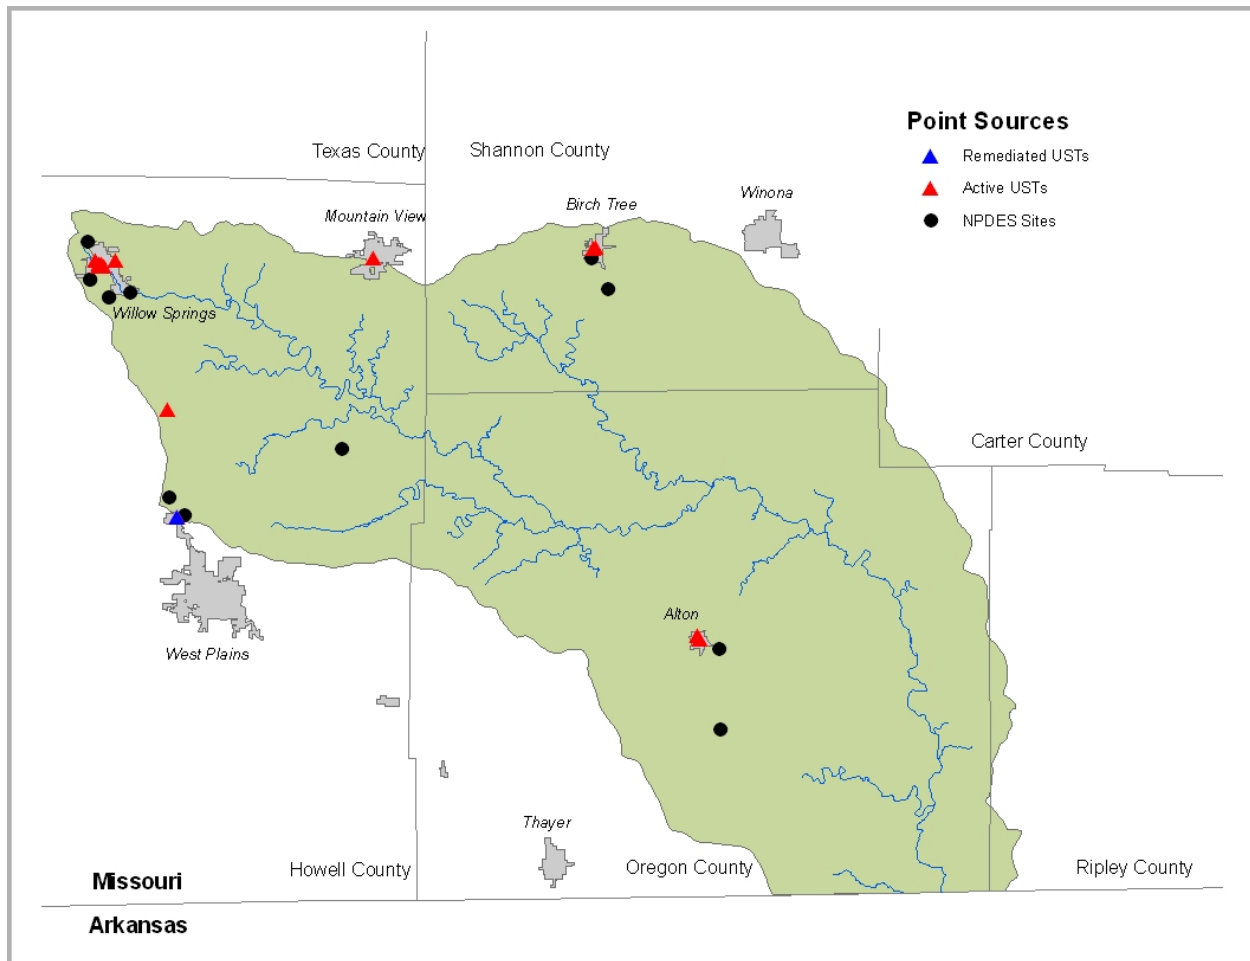 Point Sources
Texas County
Shannon County
Remediated USTs
Active USTs
Winona
Birch Tree
Mountain View
NPDES Sites
Willow Springs
Carter County
Alton
West Plains
Thayer
Howell County
Oregon County
Ripley County
Missouri
Arkansas